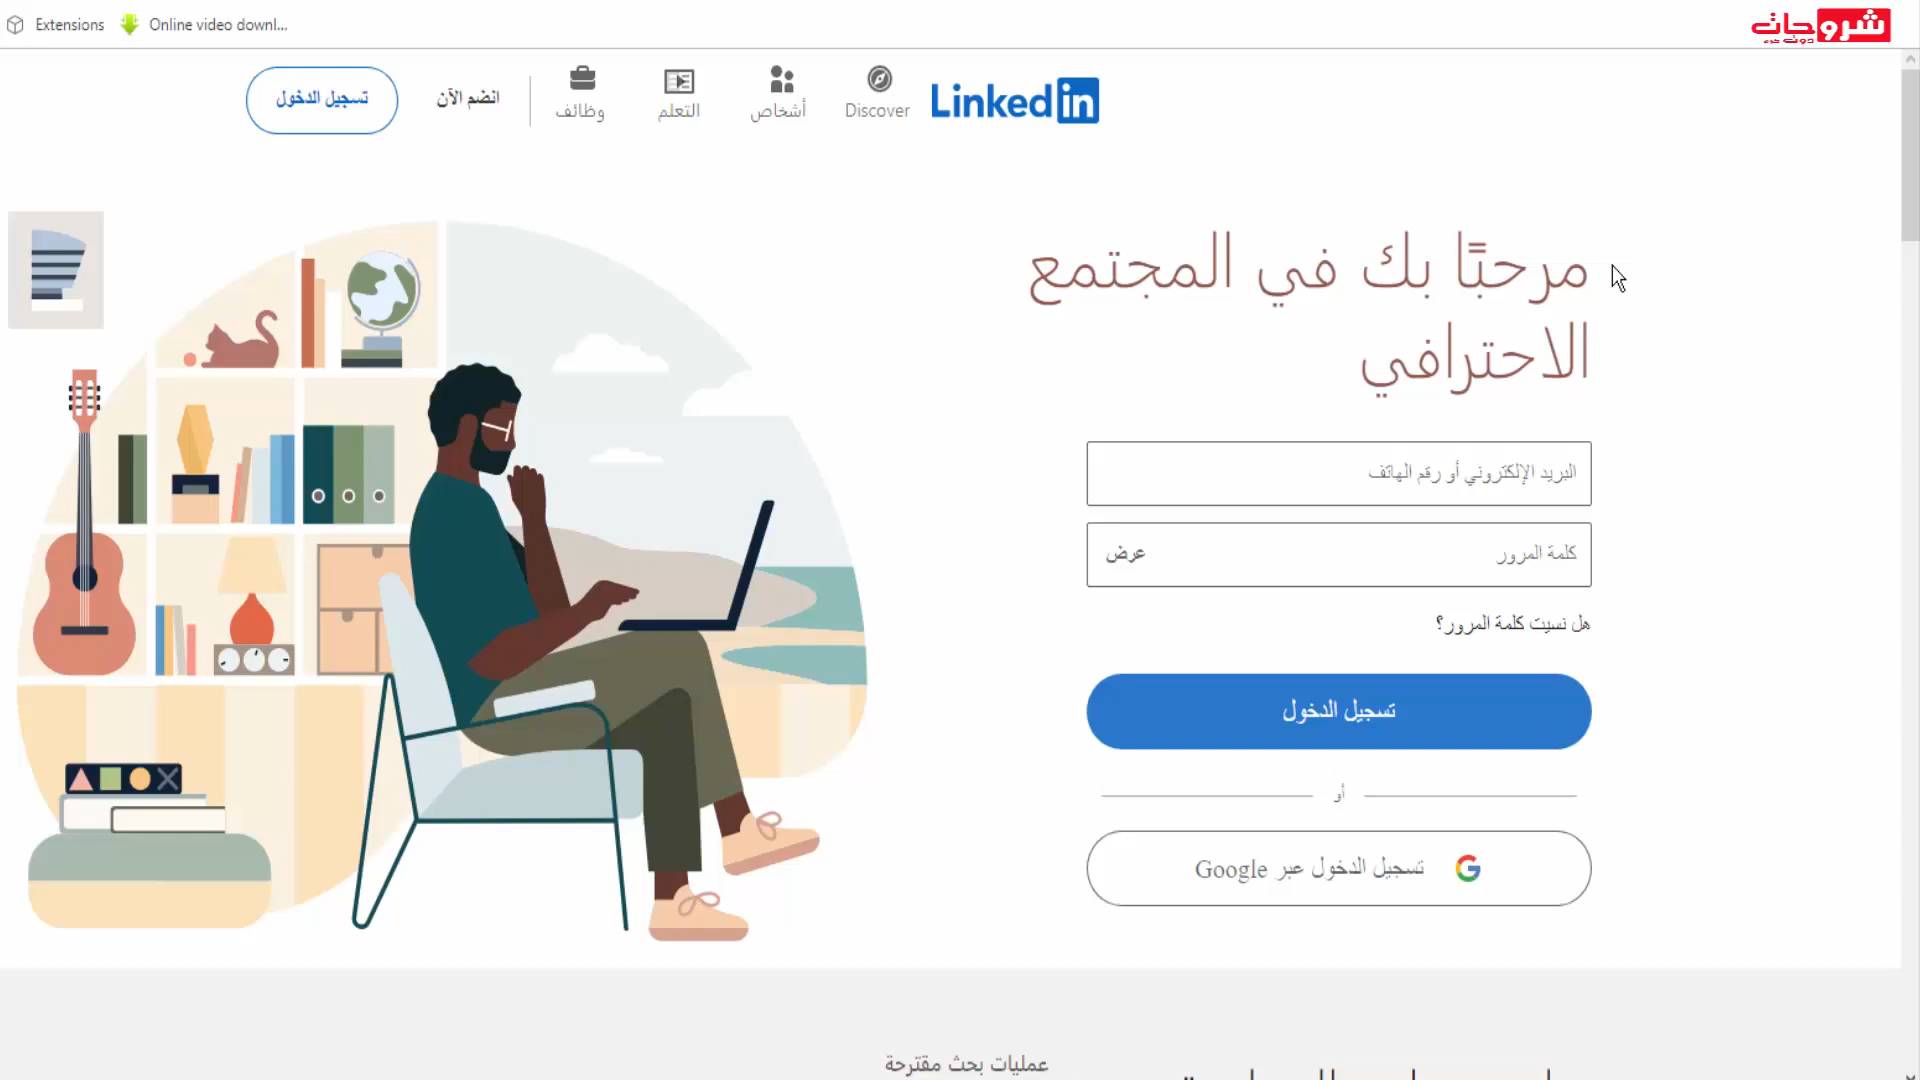 Extensions
Online video downl...
شروحات
Linked in
Discover
أشخاص
التعلم
وظائف
انضم الآن
تسجيل الدخول
مرحبًا بك في المجتمع
الاحترافي
البريد الإلكتروني أو رقم الهاتف
كلمة المرور
عرض
هل نسيت كلمة المرور؟
تسجيل الدخول
أو
تسجيل الدخول عبر Google
عمليات بحث مقترحة